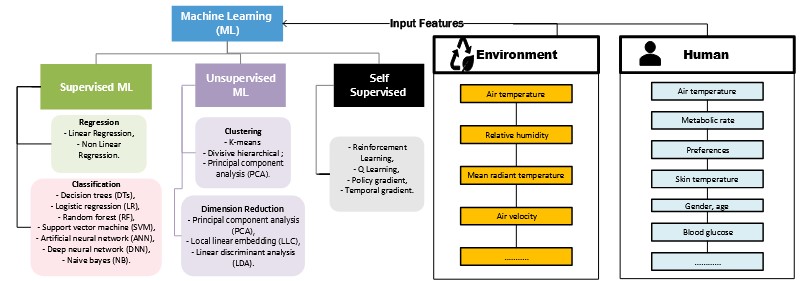 Machine Learning
(ML)
Input Features
Supervised ML
Regression
- Linear Regression,
- Non Linear
Regression.
Classification
- Decision trees (DTs),
- Logistic regression (LR),
- Random forest (RF),
- Support vector machine (SVM),
- Artificial neural network (ANN),
- Deep neural network (DNN),
- Naive bayes (NB).
Unsupervised
ML
Clustering
- K-means
- Divisive hierarchical ;
- Principal component
analysis (PCA).
Dimension Reduction
- Principal component analysis
(PCA),
- Local linear embedding (LLC),
- Linear discriminant analysis
(LDA).
Self
Supervised
- Reinforcement
Learning,
- Q Learning,
- Policy gradient,
- Temporal gradient.
Environment
Air temperature
Relative humidity
Mean radiant temperature
Air velocity
............
Human
Air temperature
Metabolic rate
Preferences
Skin temperature
Gender, age
Blood glucose
............